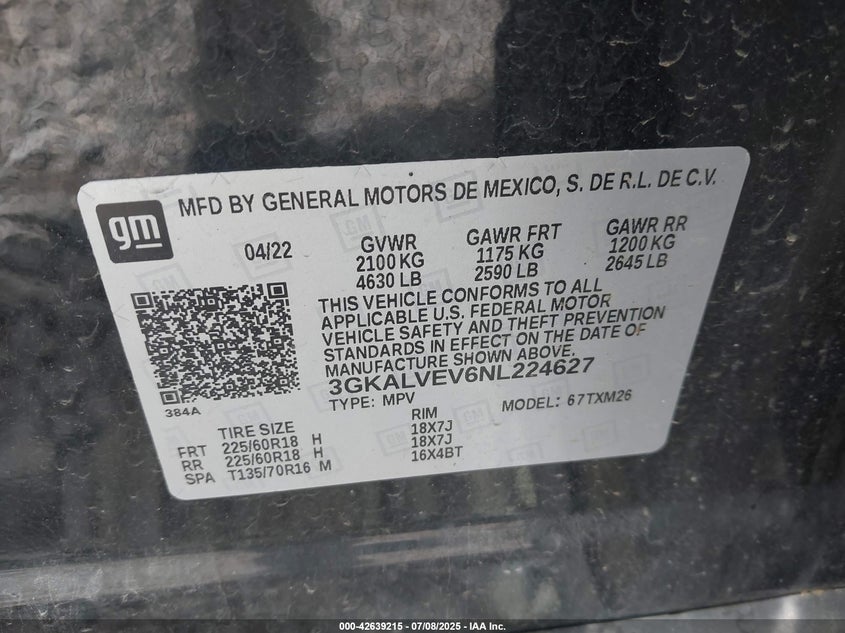 gm
MFD BY GENERAL MOTORS DE MEXICO, S. DE R.L. DE C.V.
04/22
GVWR
2100 KG
4630 LB
GAWR FRT
1175 KG
2590 LB
GAWR RR
1200 KG
2645 LB
THIS VEHICLE CONFORMS TO ALL
APPLICABLE U.S. FEDERAL MOTOR
VEHICLE SAFETY AND THEFT PREVENTION
STANDARDS IN EFFECT ON THE DATE OF
MANUFACTURE SHOWN ABOVE.
3GKALVEV6NL224627
TYPE: MPV MODEL: 67TXM26
384A
TIRE SIZE RIM
FRT 225/60R18 H 18X7J
RR 225/60R18 H 18X7J
SPA T135/70R16 M 16X4BT
000-42639215 - 07/08/2025 - IAA Inc.